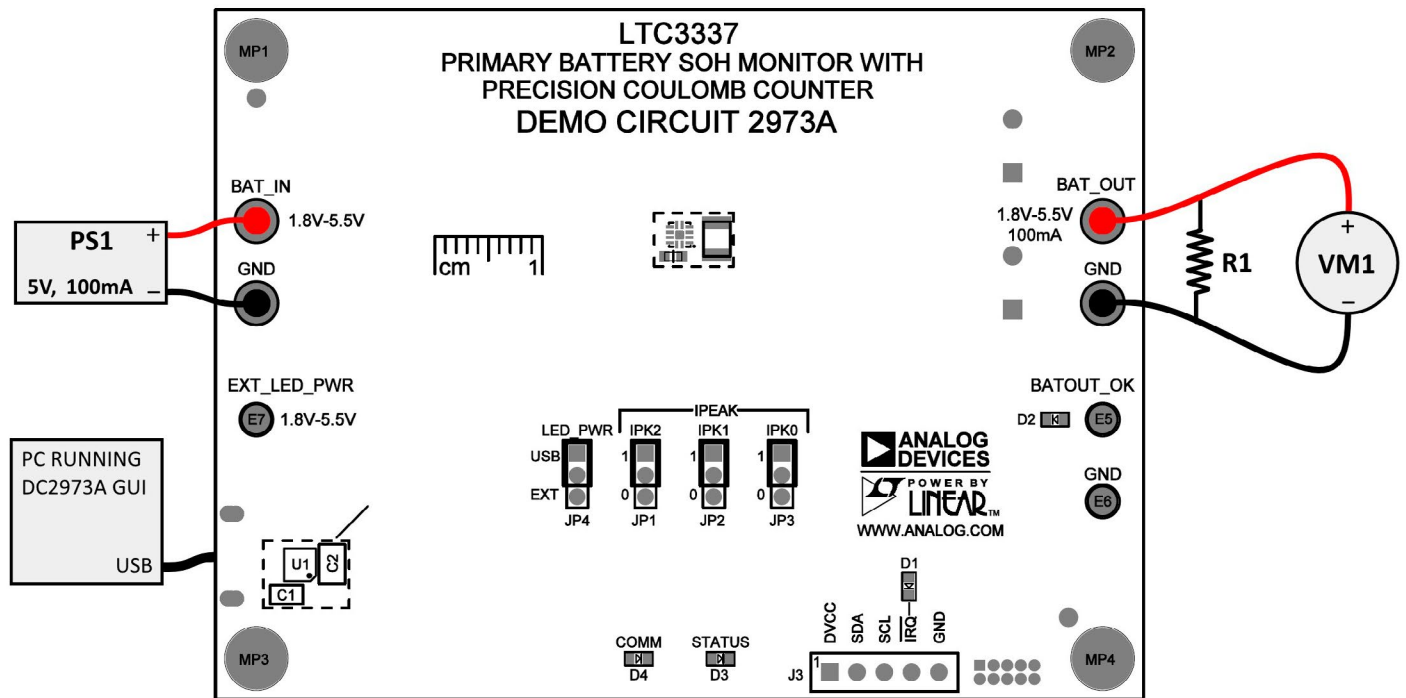 LTC3337
PRIMARY BATTERY SOH MONITOR WITH
PRECISION COULOMB COUNTER
DEMO CIRCUIT 2973A
MP1
MP2
BAT_IN
1.8V-5.5V
GND
PS1
+
5V, 100mA
–
cm
1
BAT_OUT
1.8V-5.5V
100mA
GND
R1
+
VM1
–
EXT_LED_PWR
E7
1.8V-5.5V
BATOUT_OK
D2
E5
GND
E6
IPEAK
LED_PWR
IPK2
IPK1
IPK0
USB
1
1
1
EXT
0
0
0
JP4
JP1
JP2
JP3
ANALOG
DEVICES
POWER BY
LINEAR™
WWW.ANALOG.COM
PC RUNNING
DC2973A GUI
USB
U1
C2
C1
COMM
D4
STATUS
D3
D1
DVCC
SDA
SCL
IRQ
GND
J3
1
MP3
MP4